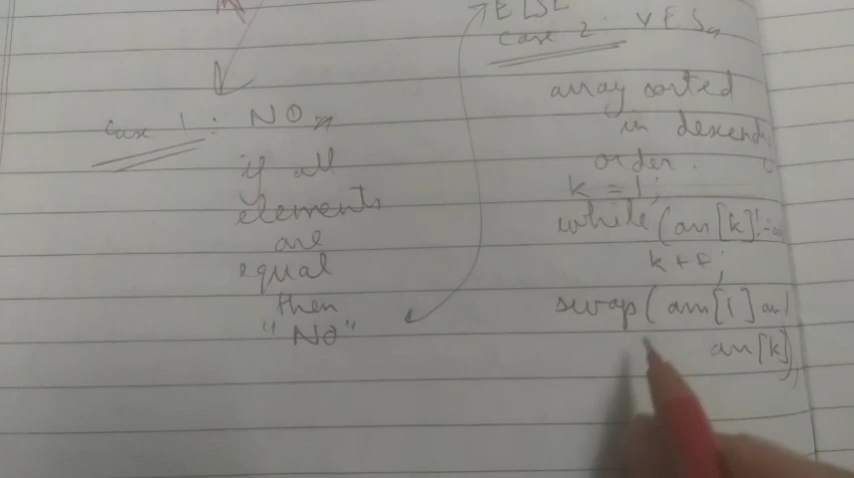 Case 1: NO
if all
elements
are
equal
then
"NO"
ELSE
Case 2: YES
array sorted
in descend
order.
k = 1;
while(arr[k]!=a
k++;
swap(arr[1] arr
arr[k])